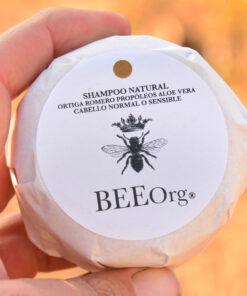 SHAMPOO NATURAL
ORTIGA ROMERO PROPÓLEOS ALOE VERA
CABELLO NORMAL O SENSIBLE
BEEORG®